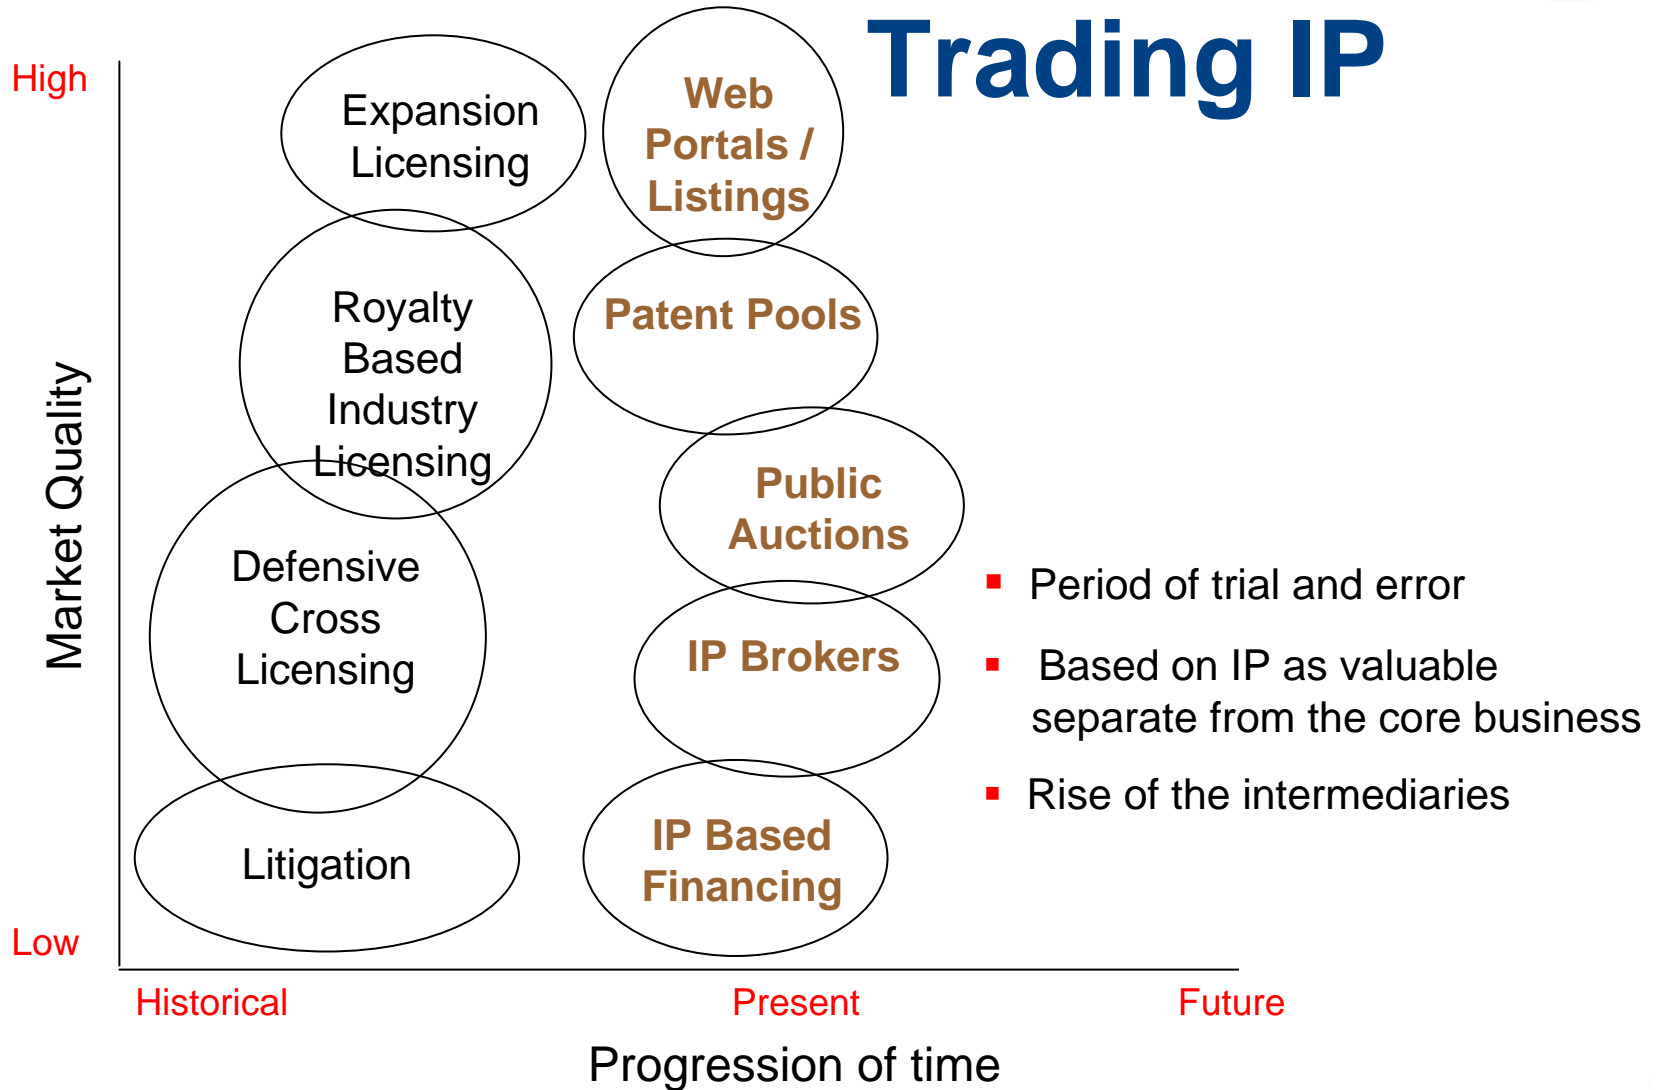 Trading IP
High
Expansion
Licensing
Web
Portals /
Listings
Royalty
Based
Industry
Licensing
Patent Pools
Market Quality
Public
Auctions
Defensive
Cross
Licensing
IP Brokers
▪ Period of trial and error
▪ Based on IP as valuable
separate from the core business
▪ Rise of the intermediaries
Litigation
IP Based
Financing
Low
Historical
Present
Future
Progression of time